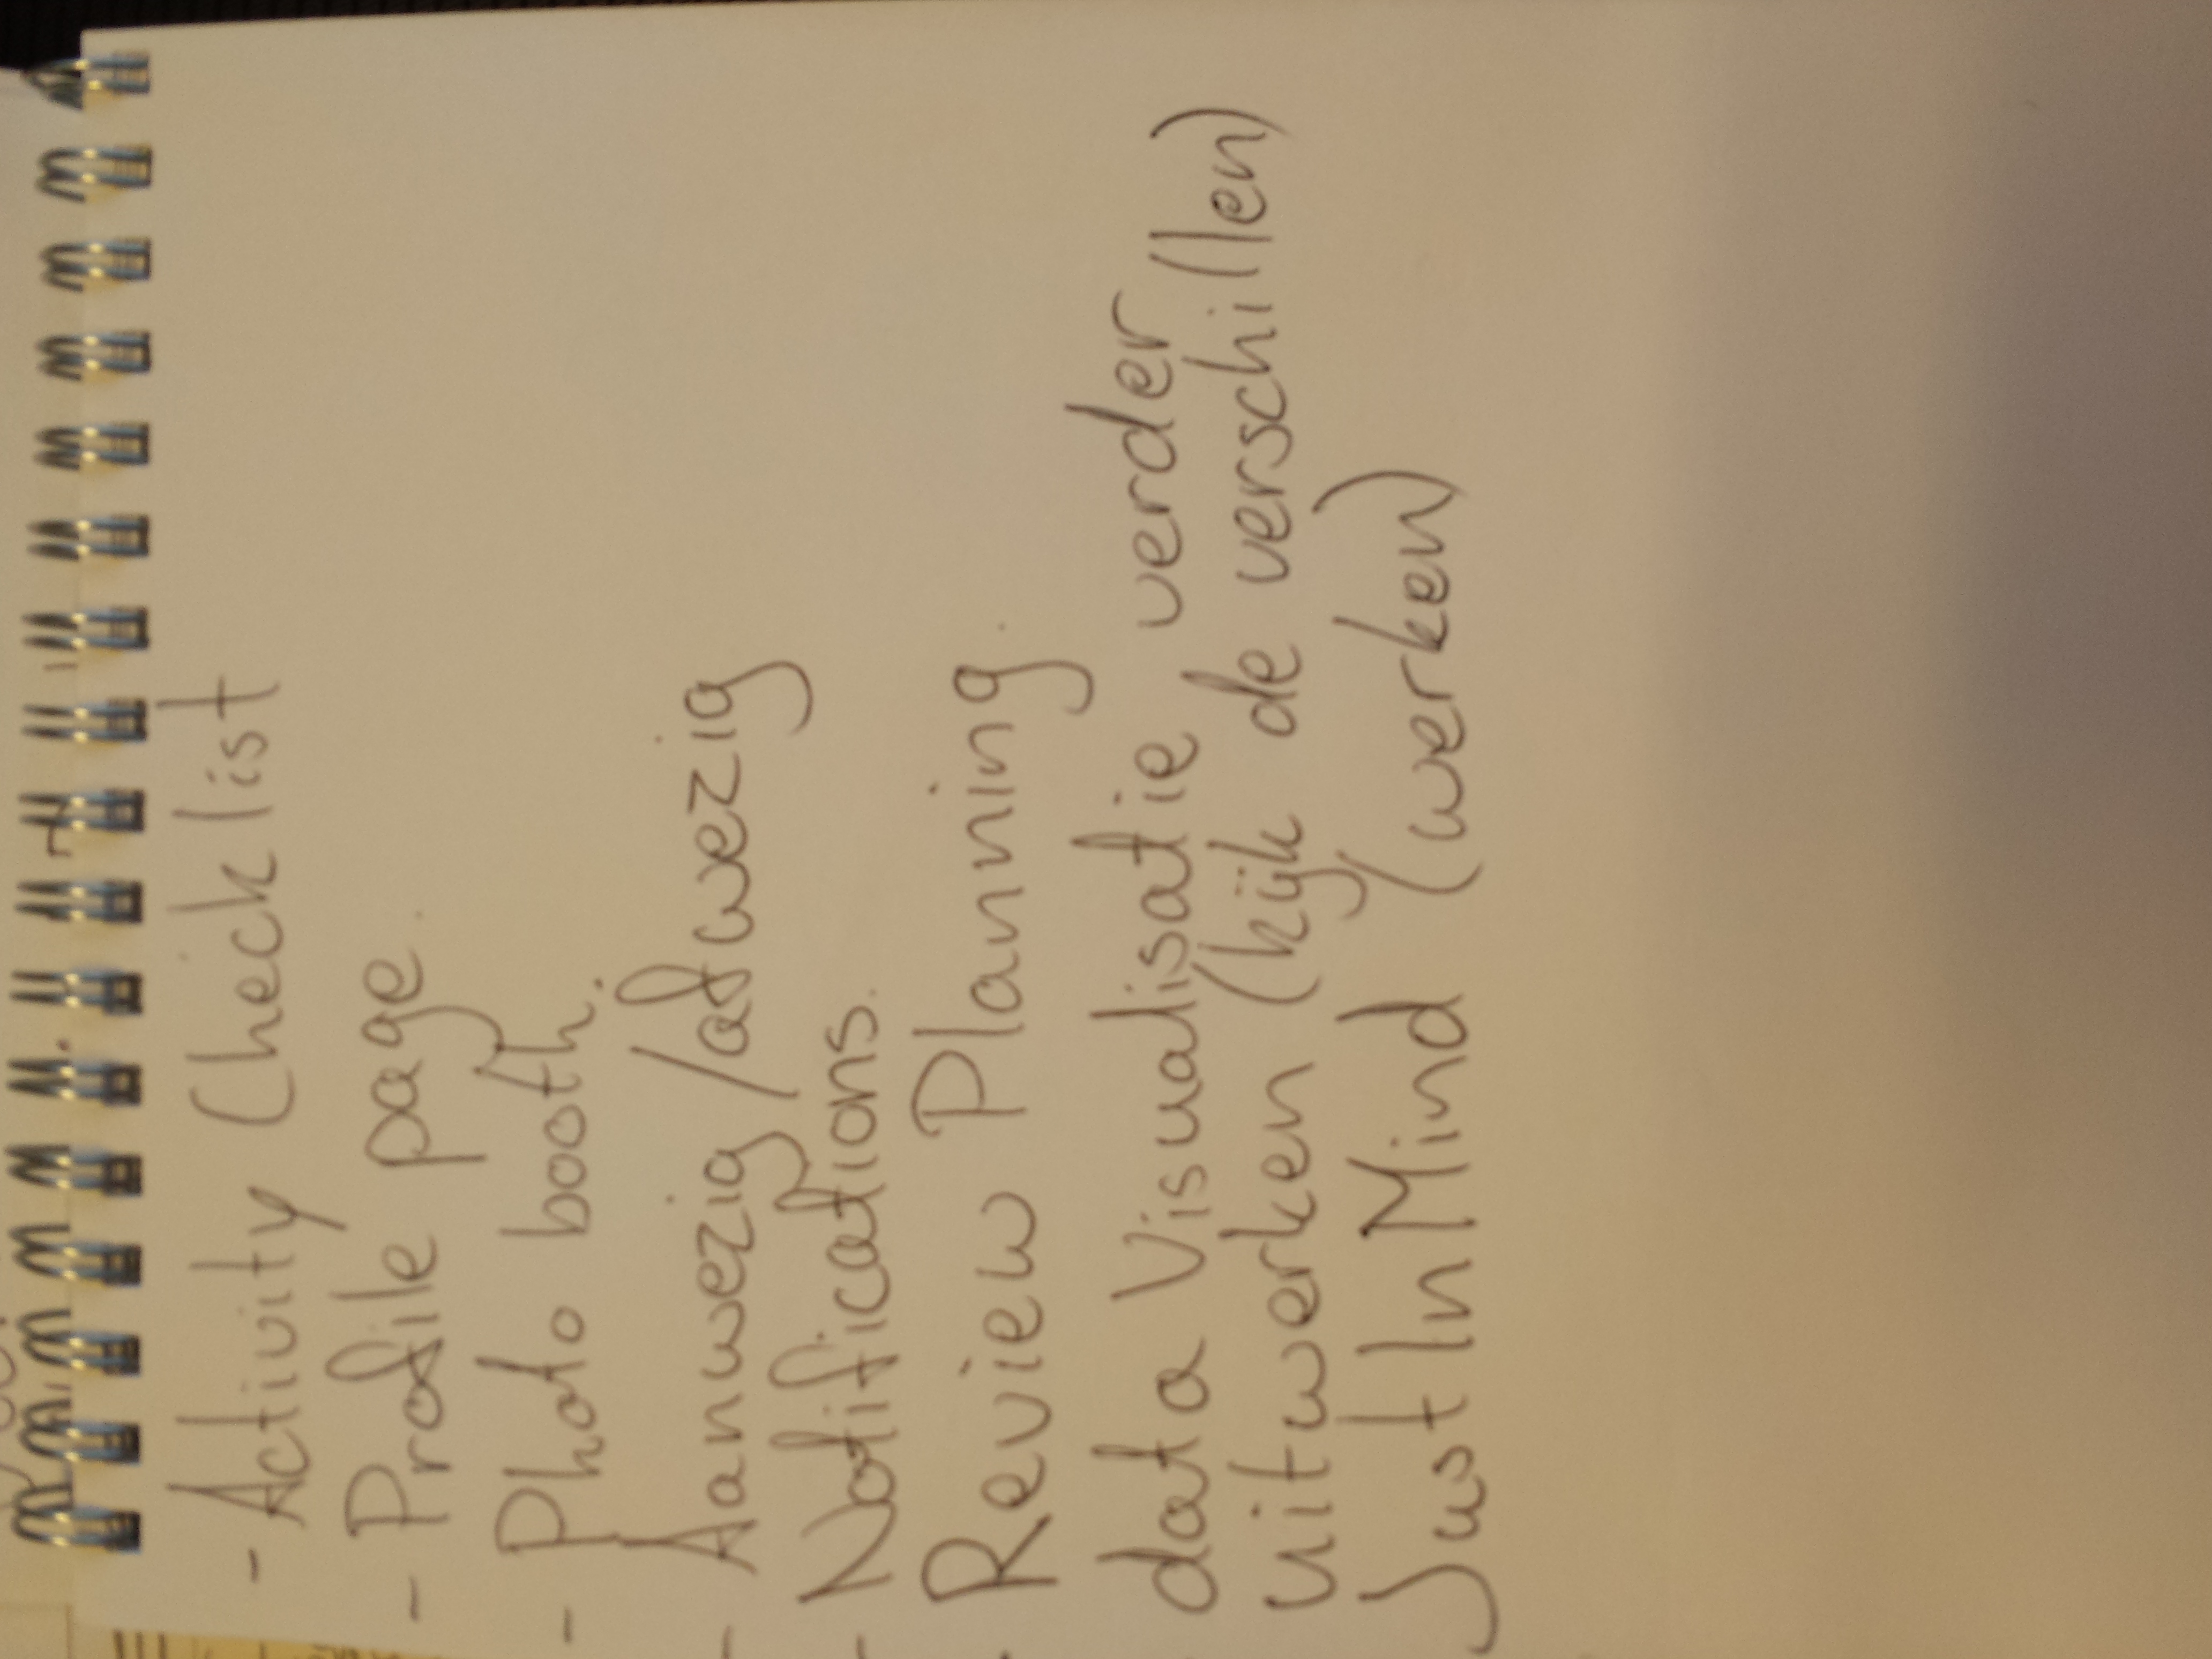 - Activity Checklist
- Profile page.
- Photo booth.
- Aanwezig/afwezig
- Notifications.
- Review Planning.
data Visualisatie verder
uitwerken (kijk de verschillen)
JustInMind (werken)